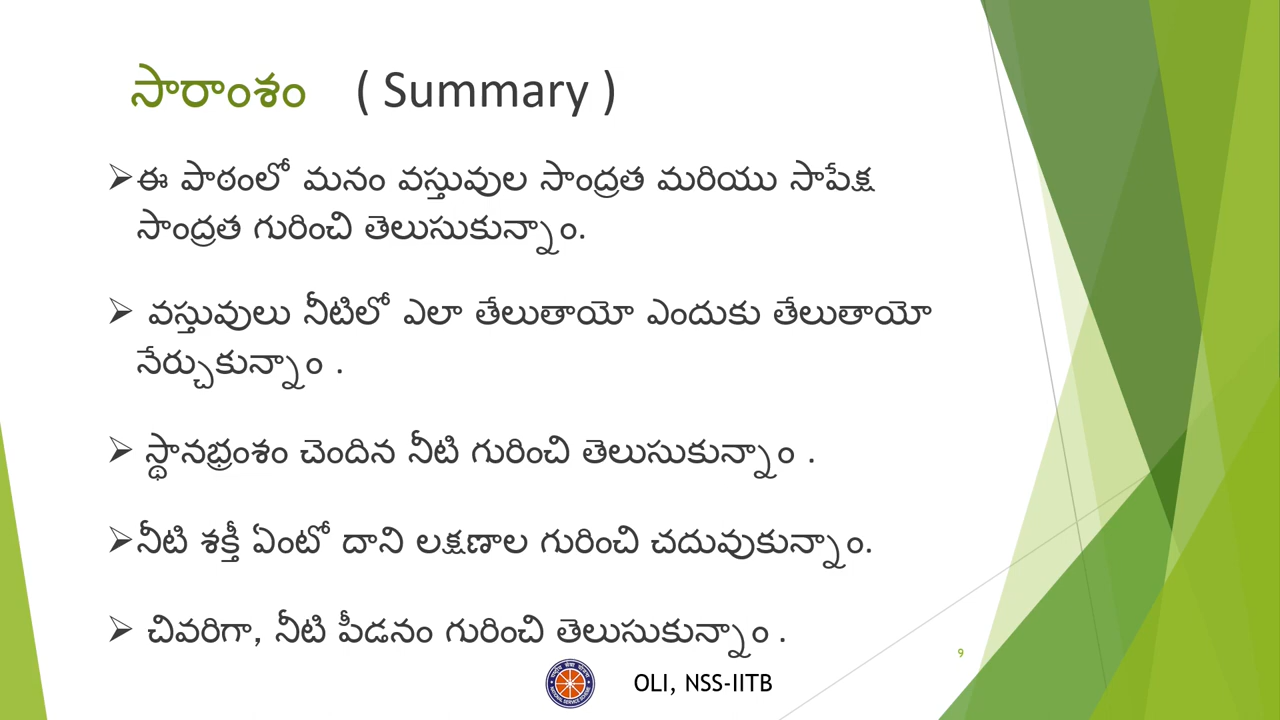 సారాంశం ( Summary )
ఈ పాఠంలో మనం వస్తువుల సాంద్రత మరియు సాపేక్ష
సాంద్రత గురించి తెలుసుకున్నాం.
వస్తువులు నీటిలో ఎలా తేలుతాయో ఎందుకు తేలుతాయో
నేర్చుకున్నాం .
స్థానభ్రంశం చెందిన నీటి గురించి తెలుసుకున్నాం .
నీటి శక్తీ ఏంటో దాని లక్షణాల గురించి చదువుకున్నాం.
చివరిగా, నీటి పీడనం గురించి తెలుసుకున్నాం .
9
OLI, NSS-IITB